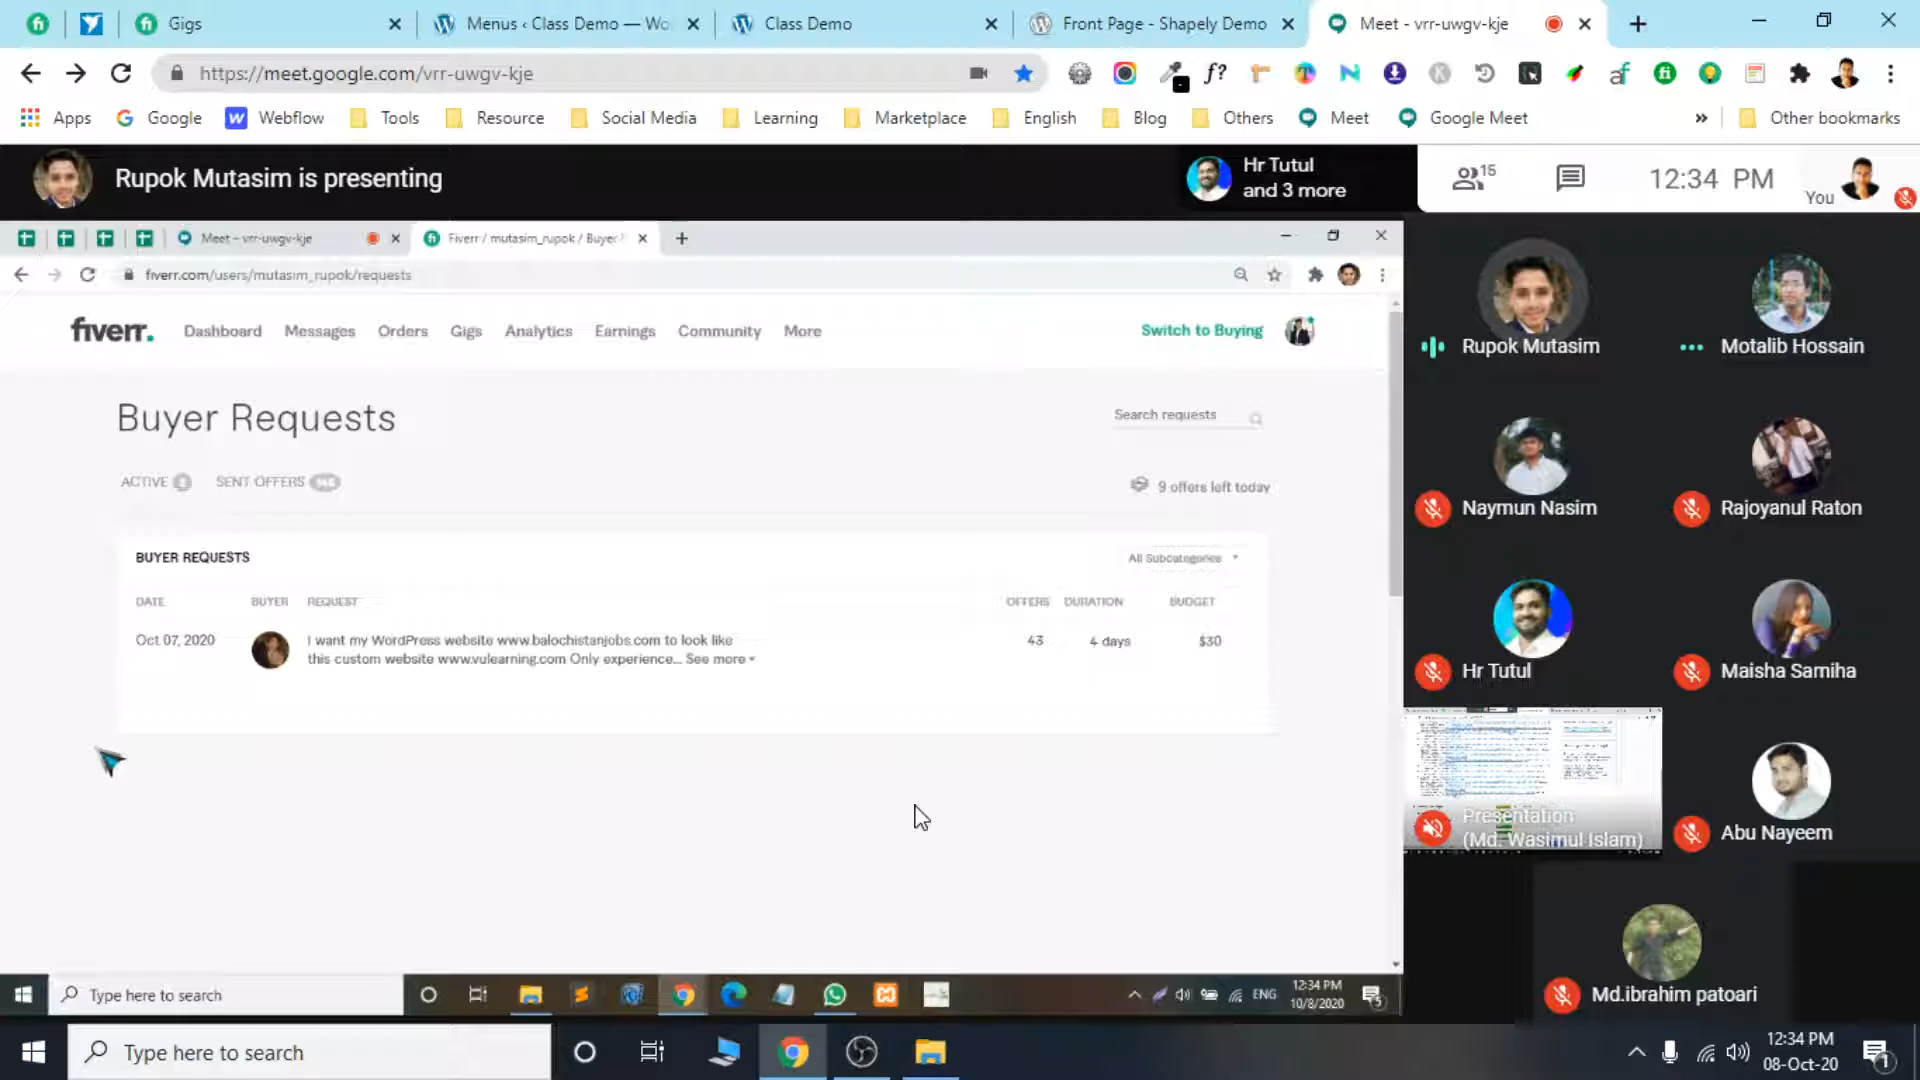 Gigs
Menus ‹ Class Demo — Wo
Class Demo
Front Page - Shapely Demo
Meet - vrr-uwgv-kje
https://meet.google.com/vrr-uwgv-kje
f?
af
Apps
Google
Webflow
Tools
Resource
Social Media
Learning
Marketplace
English
Blog
Others
Meet
Google Meet
»
Other bookmarks
Rupok Mutasim is presenting
Hr Tutul
and 3 more
15
12:34 PM
You
Meet – vrr-uwgv-kje
Fiverr / mutasim_rupok / Buyer
fiverr.com/users/mutasim_rupok/requests
fiverr.
Dashboard
Messages
Orders
Gigs
Analytics
Earnings
Community
More
Switch to Buying
Buyer Requests
Search requests
ACTIVE
SENT OFFERS
9 offers left today
BUYER REQUESTS
All Subcategories
DATE
BUYER
REQUEST
OFFERS
DURATION
BUDGET
Oct 07, 2020
I want my WordPress website www.balochistanjobs.com to look like
this custom website www.vulearning.com Only experience... See more
43
4 days
$30
Rupok Mutasim
Motalib Hossain
Naymun Nasim
Rajoyanul Raton
Hr Tutul
Maisha Samiha
Presentation
(Md. Wasimul Islam)
Abu Nayeem
Md.ibrahim patoari
Type here to search
ENG
12:34 PM
10/8/2020
5
Type here to search
12:34 PM
08-Oct-20
1